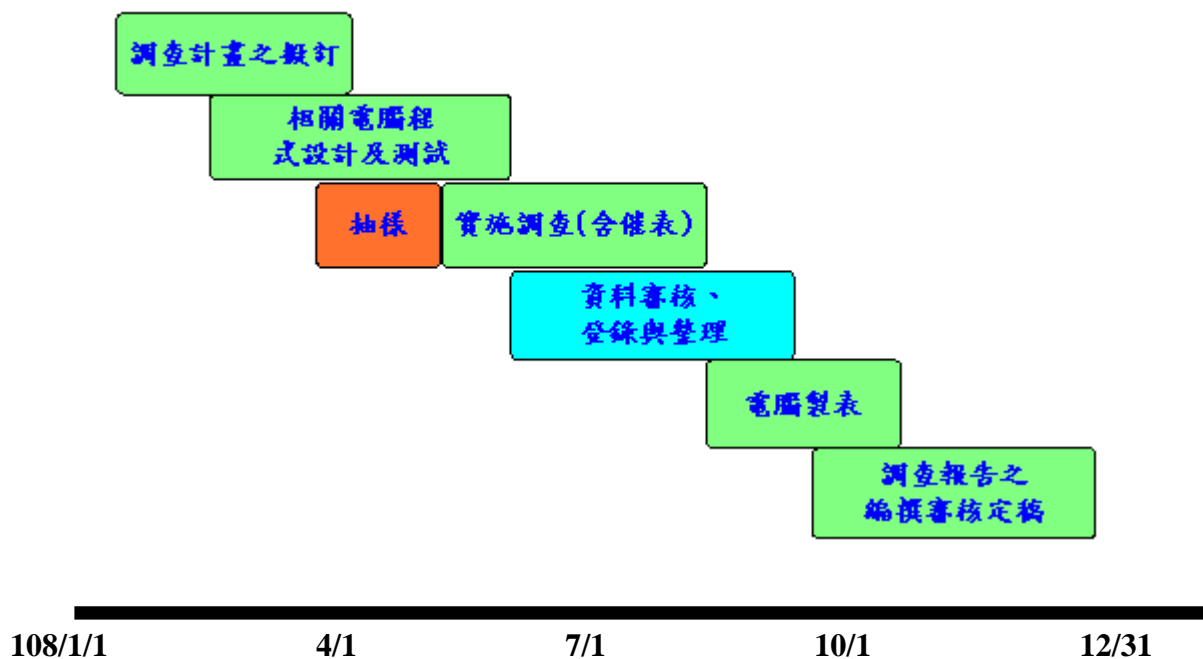 調查計畫之擬訂
相關電腦程
式設計及測試
抽樣
實施調查(含催表)
資料審核、
登錄與整理
電腦製表
調查報告之
編撰審核定稿
108/1/1 4/1 7/1 10/1 12/31